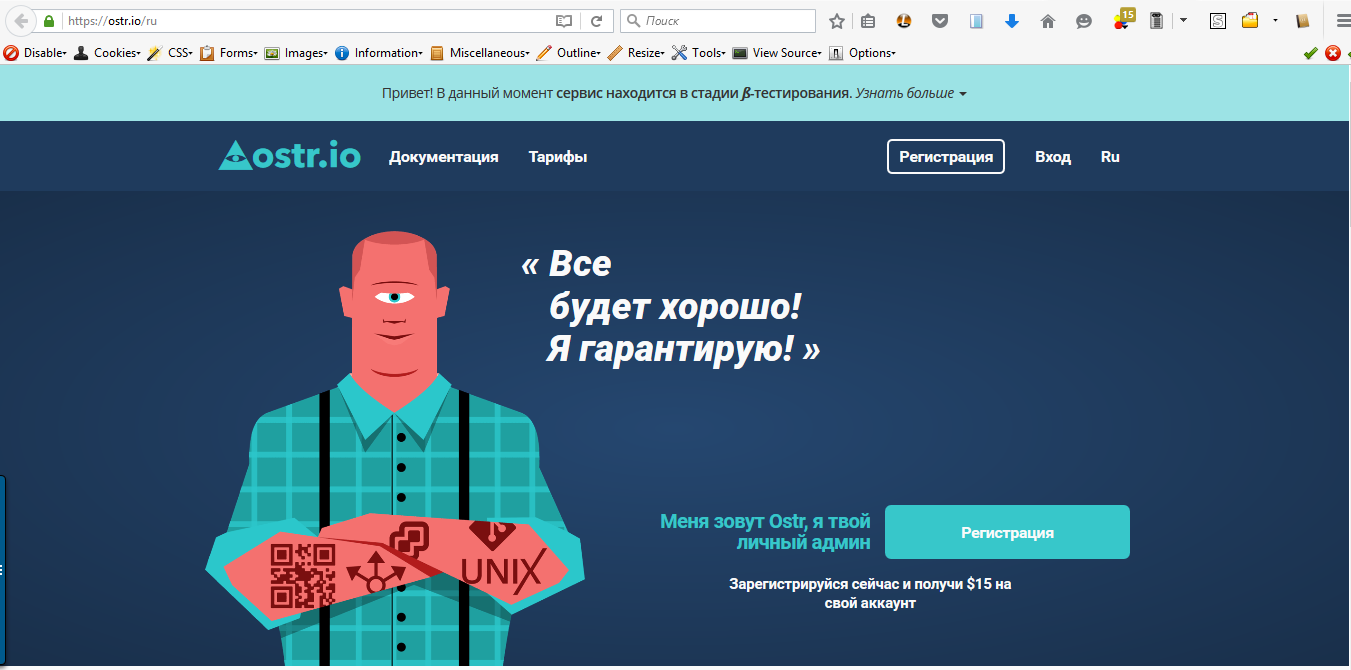 https://ostr.io/ru
Поиск
15
S
Disable Cookies CSS Forms Images Information Miscellaneous Outline Resize Tools View Source Options
Привет! В данный момент сервис находится в стадии ß-тестирования. Узнать больше
ostr.io Документация Тарифы Регистрация Вход Ru
« Все
будет хорошо!
Я гарантирую! »
Меня зовут Ostr, я твой
личный админ
Регистрация
Зарегистрируйся сейчас и получи $15 на
свой аккаунт
UNIX